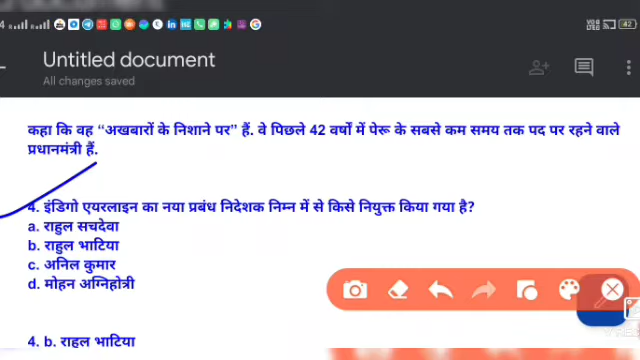 Untitled document
All changes saved
कहा कि वह “अखबारों के निशाने पर” हैं. वे पिछले 42 वर्षों में पेरू के सबसे कम समय तक पद पर रहने वाले
प्रधानमंत्री हैं.
4. इंडिगो एयरलाइन का नया प्रबंध निदेशक निम्न में से किसे नियुक्त किया गया है?
a. राहुल सचदेवा
b. राहुल भाटिया
c. अनिल कुमार
d. मोहन अग्निहोत्री
4. b. राहुल भाटिया